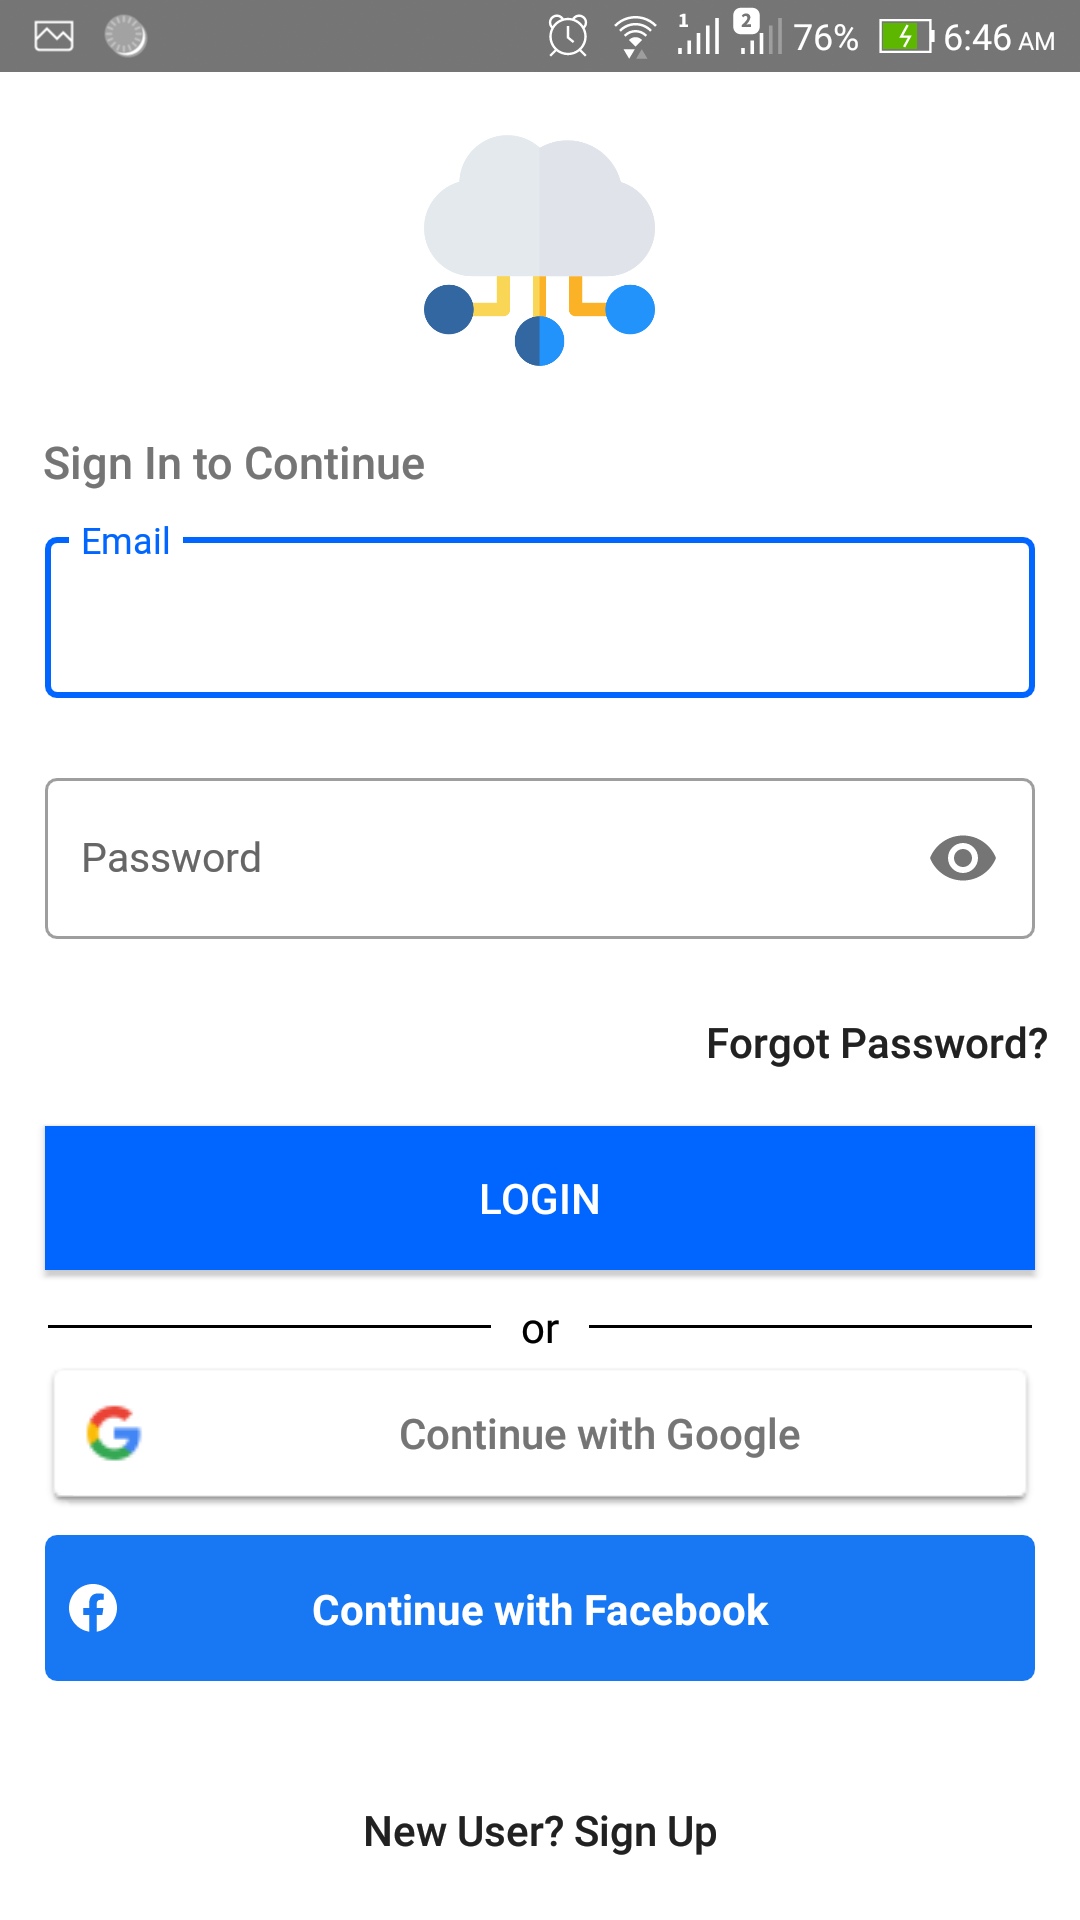 1 2 76% 6:46 AM
Sign In to Continue
Email
Password
Forgot Password?
LOGIN
or
Continue with Google
Continue with Facebook
New User? Sign Up